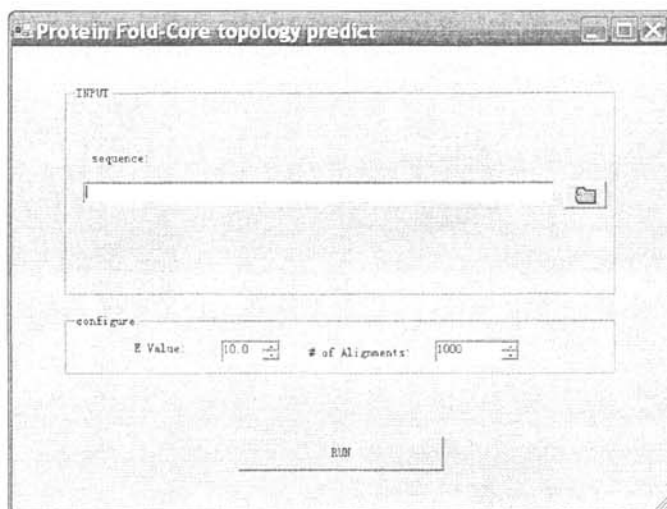 Protein Fold-Core topology predict
INPUT
sequence:
configure
E Value: 10.0 # of Alignments: 1000
RUN